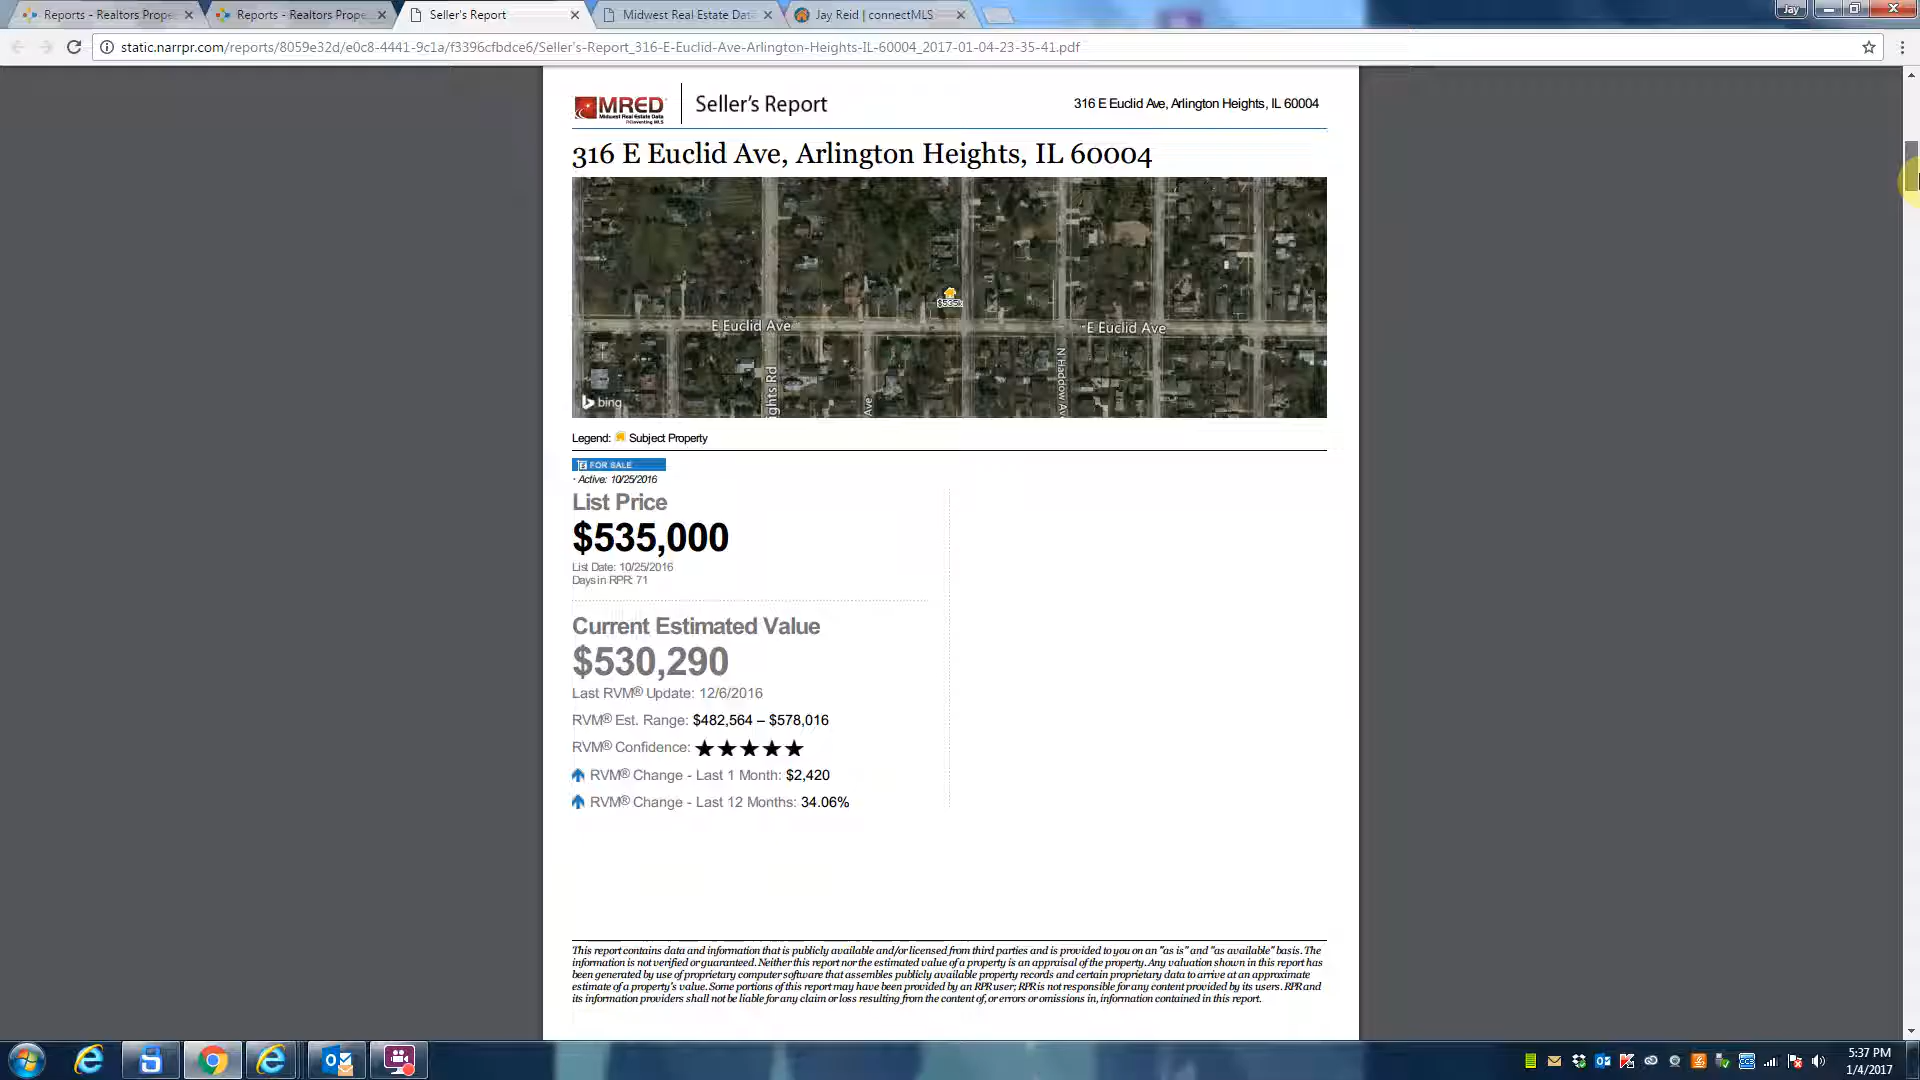 Reports - Realtors Prope
Reports - Realtors Prope
Seller's Report
Midwest Real Estate Dat
Jay Reid | connectMLS
Jay
static.narrpr.com/reports/8059e32d/e0c8-4441-9c1a/f3396cfbdce6/Seller's-Report_316-E-Euclid-Ave-Arlington-Heights-IL-60004_2017-01-04-23-35-41.pdf
MRED
Midwest Real Estate Data
Seller's Report
316 E Euclid Ave, Arlington Heights, IL 60004
316 E Euclid Ave, Arlington Heights, IL 60004
$535k
E Euclid Ave
E Euclid Ave
ghts Rd
Ave
N Haddow Av
bing
Legend: Subject Property
FOR SALE
· Active: 10/25/2016
List Price
$535,000
List Date: 10/25/2016
Days in RPR: 71
Current Estimated Value
$530,290
Last RVM® Update: 12/6/2016
RVM® Est. Range: $482,564 – $578,016
RVM® Confidence: ★★★★★
RVM® Change - Last 1 Month: $2,420
RVM® Change - Last 12 Months: 34.06%
This report contains data and information that is publicly available and/or licensed from third parties and is provided to you on an "as is" and "as available" basis. The
information is not verified or guaranteed. Neither this report nor the estimated value of a property is an appraisal of the property. Any valuation shown in this report has
been generated by use of proprietary computer software that assembles publicly available property records and certain proprietary data to arrive at an approximate
estimate of a property's value. Some portions of this report may have been provided by an RPR user; RPR is not responsible for any content provided by its users. RPR and
its information providers shall not be liable for any claim or loss resulting from the content of, or errors or omissions in, information contained in this report.
5:37 PM
1/4/2017